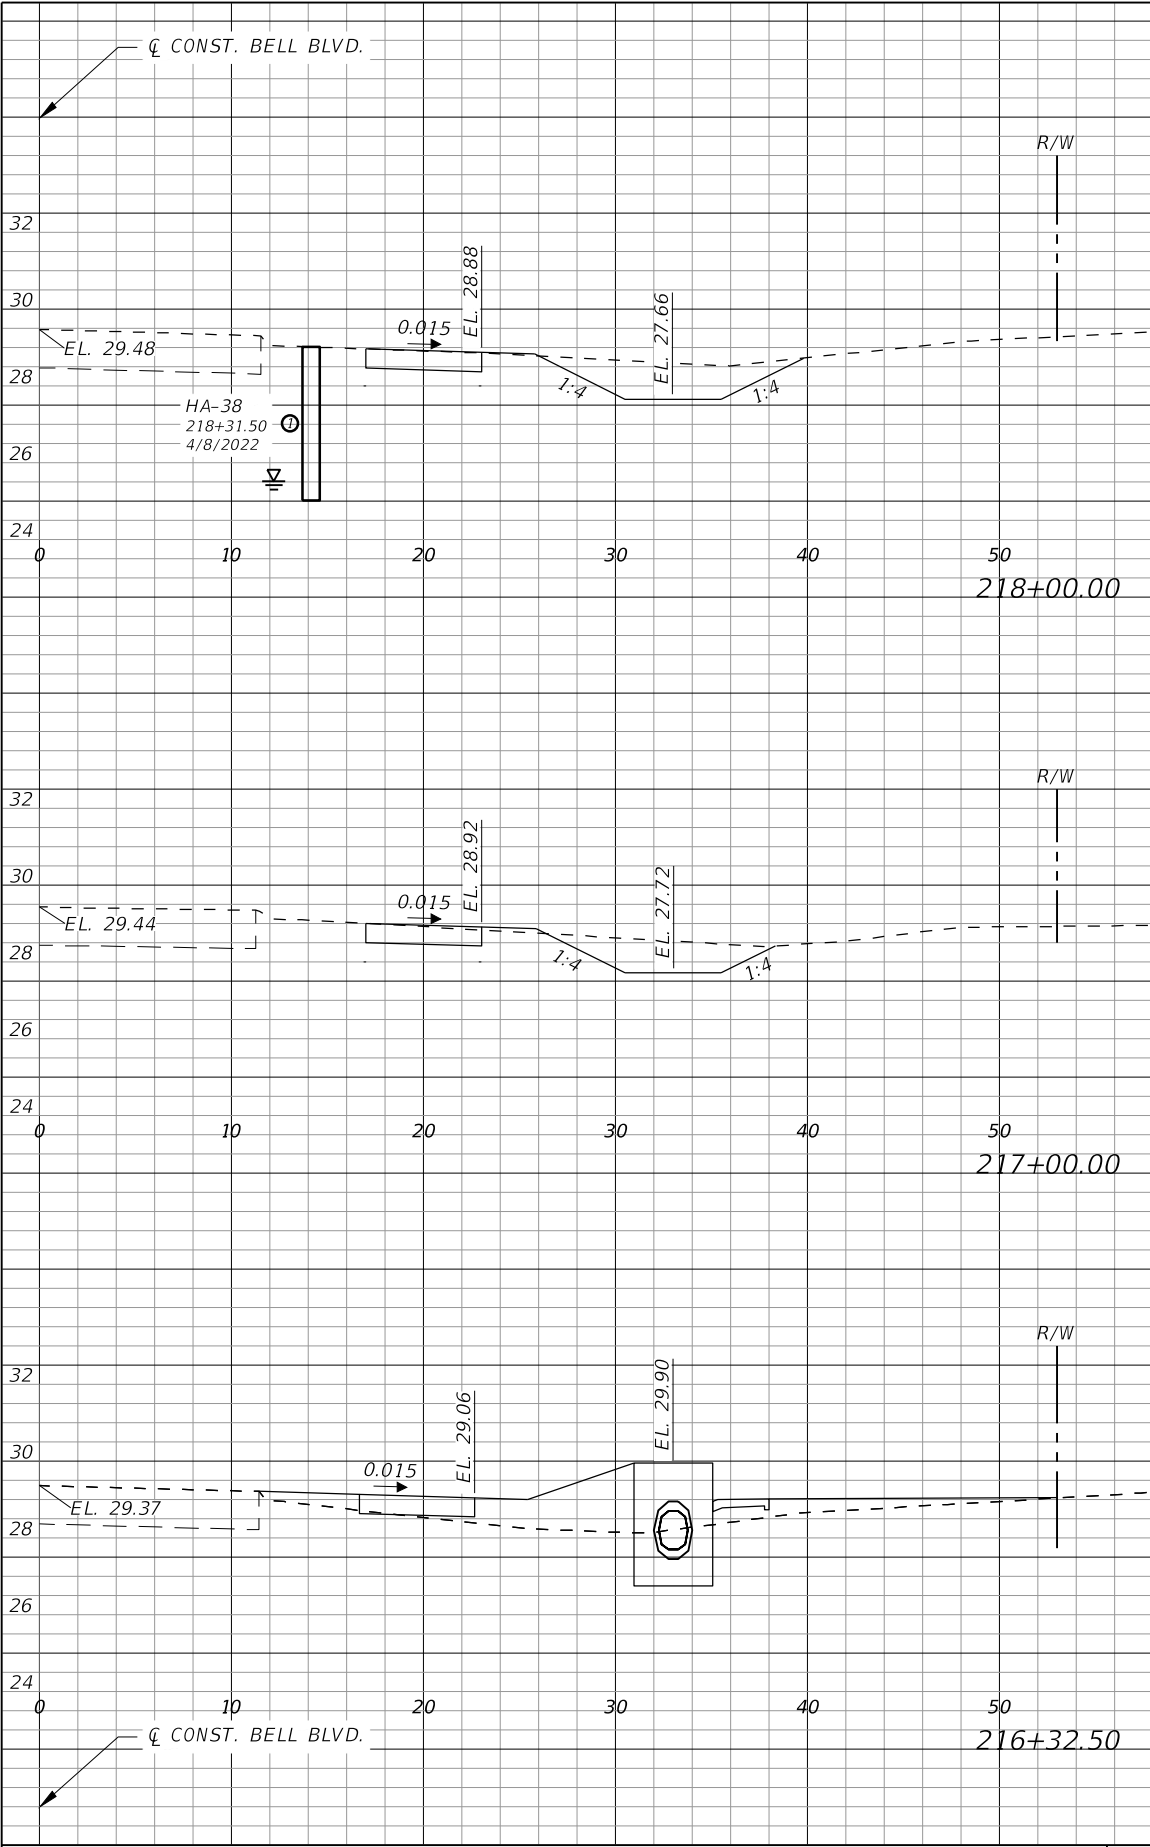 ℄ CONST. BELL BLVD.
R/W
32
EL. 28.88
30
EL. 27.66
0.015
EL. 29.48
28
1:4
1:4
HA-38
218+31.50
1
4/8/2022
26
24
0 10 20 30 40 50
218+00.00
R/W
32
EL. 28.92
30
EL. 27.72
0.015
EL. 29.44
28
1:4
1:4
26
24
0 10 20 30 40 50
217+00.00
R/W
32
EL. 29.06
EL. 29.90
30
0.015
EL. 29.37
28
26
24
0 10 20 30 40 50
℄ CONST. BELL BLVD.
216+32.50